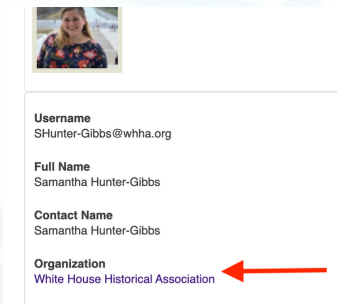 Username
SHunter-Gibbs@whha.org
Full Name
Samantha Hunter-Gibbs
Contact Name
Samantha Hunter-Gibbs
Organization
White House Historical Association